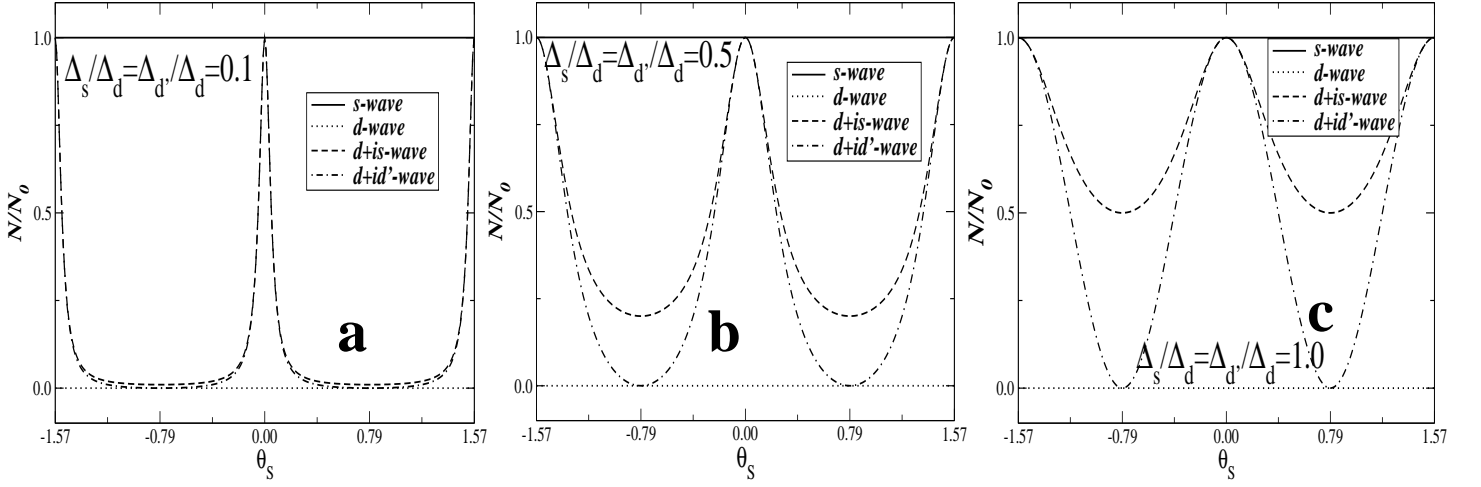 Δs/Δd=Δd'/Δd=0.1
s-wave
d-wave
d+is-wave
d+id'-wave
a
N/No
1.0
0.5
0.0
-1.57
-0.79
0.00
0.79
1.57
θs
Δs/Δd=Δd'/Δd=0.5
s-wave
d-wave
d+is-wave
d+id'-wave
b
N/No
1.0
0.5
0.0
-1.57
-0.79
0.00
0.79
1.57
θs
s-wave
d-wave
d+is-wave
d+id'-wave
c
Δs/Δd=Δd'/Δd=1.0
N/No
1.0
0.5
0.0
-1.57
-0.79
0.00
0.79
1.57
θs